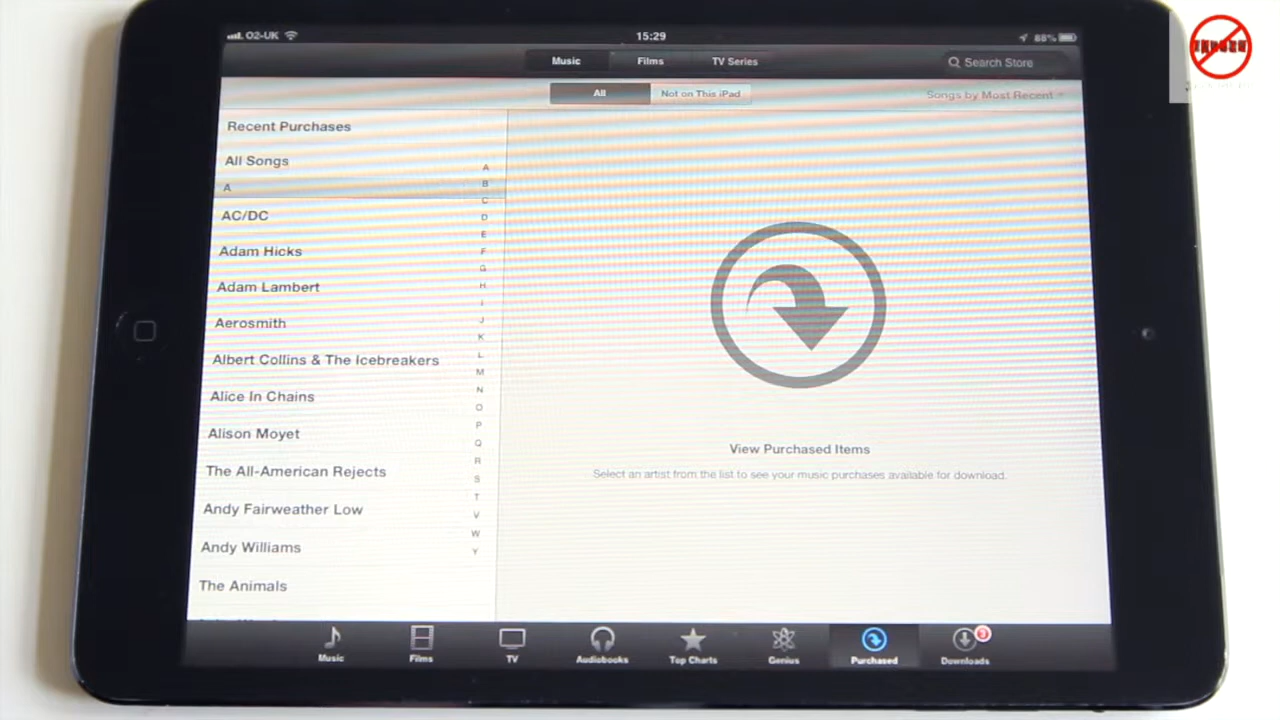 O2-UK
15:29
88%
Music
Films
TV Series
Search Store
All
Not on This iPad
Songs by Most Recent
Recent Purchases
All Songs
A
AC/DC
Adam Hicks
Adam Lambert
Aerosmith
Albert Collins & The Icebreakers
Alice In Chains
Alison Moyet
The All-American Rejects
Andy Fairweather Low
Andy Williams
The Animals
A
B
C
D
E
F
G
H
I
J
K
L
M
N
O
P
Q
R
S
T
V
W
Y
View Purchased Items
Select an artist from the list to see your music purchases available for download.
Music
Films
TV
Audiobooks
Top Charts
Genius
Purchased
Downloads
3